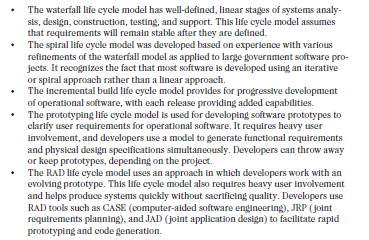 • The waterfall life cycle model has well-defined, linear stages of systems analy-
sis, design, construction, testing, and support. This life cycle model assumes
that requirements will remain stable after they are defined.
• The spiral life cycle model was developed based on experience with various
refinements of the waterfall model as applied to large government software pro-
jects. It recognizes the fact that most software is developed using an iterative
or spiral approach rather than a linear approach.
• The incremental build life cycle model provides for progressive development
of operational software, with each release providing added capabilities.
• The prototyping life cycle model is used for developing software prototypes to
clarify user requirements for operational software. It requires heavy user
involvement, and developers use a model to generate functional requirements
and physical design specifications simultaneously. Developers can throw away
or keep prototypes, depending on the project.
• The RAD life cycle model uses an approach in which developers work with an
evolving prototype. This life cycle model also requires heavy user involvement
and helps produce systems quickly without sacrificing quality. Developers use
RAD tools such as CASE (computer-aided software engineering), JRP (joint
requirements planning), and JAD (joint application design) to facilitate rapid
prototyping and code generation.